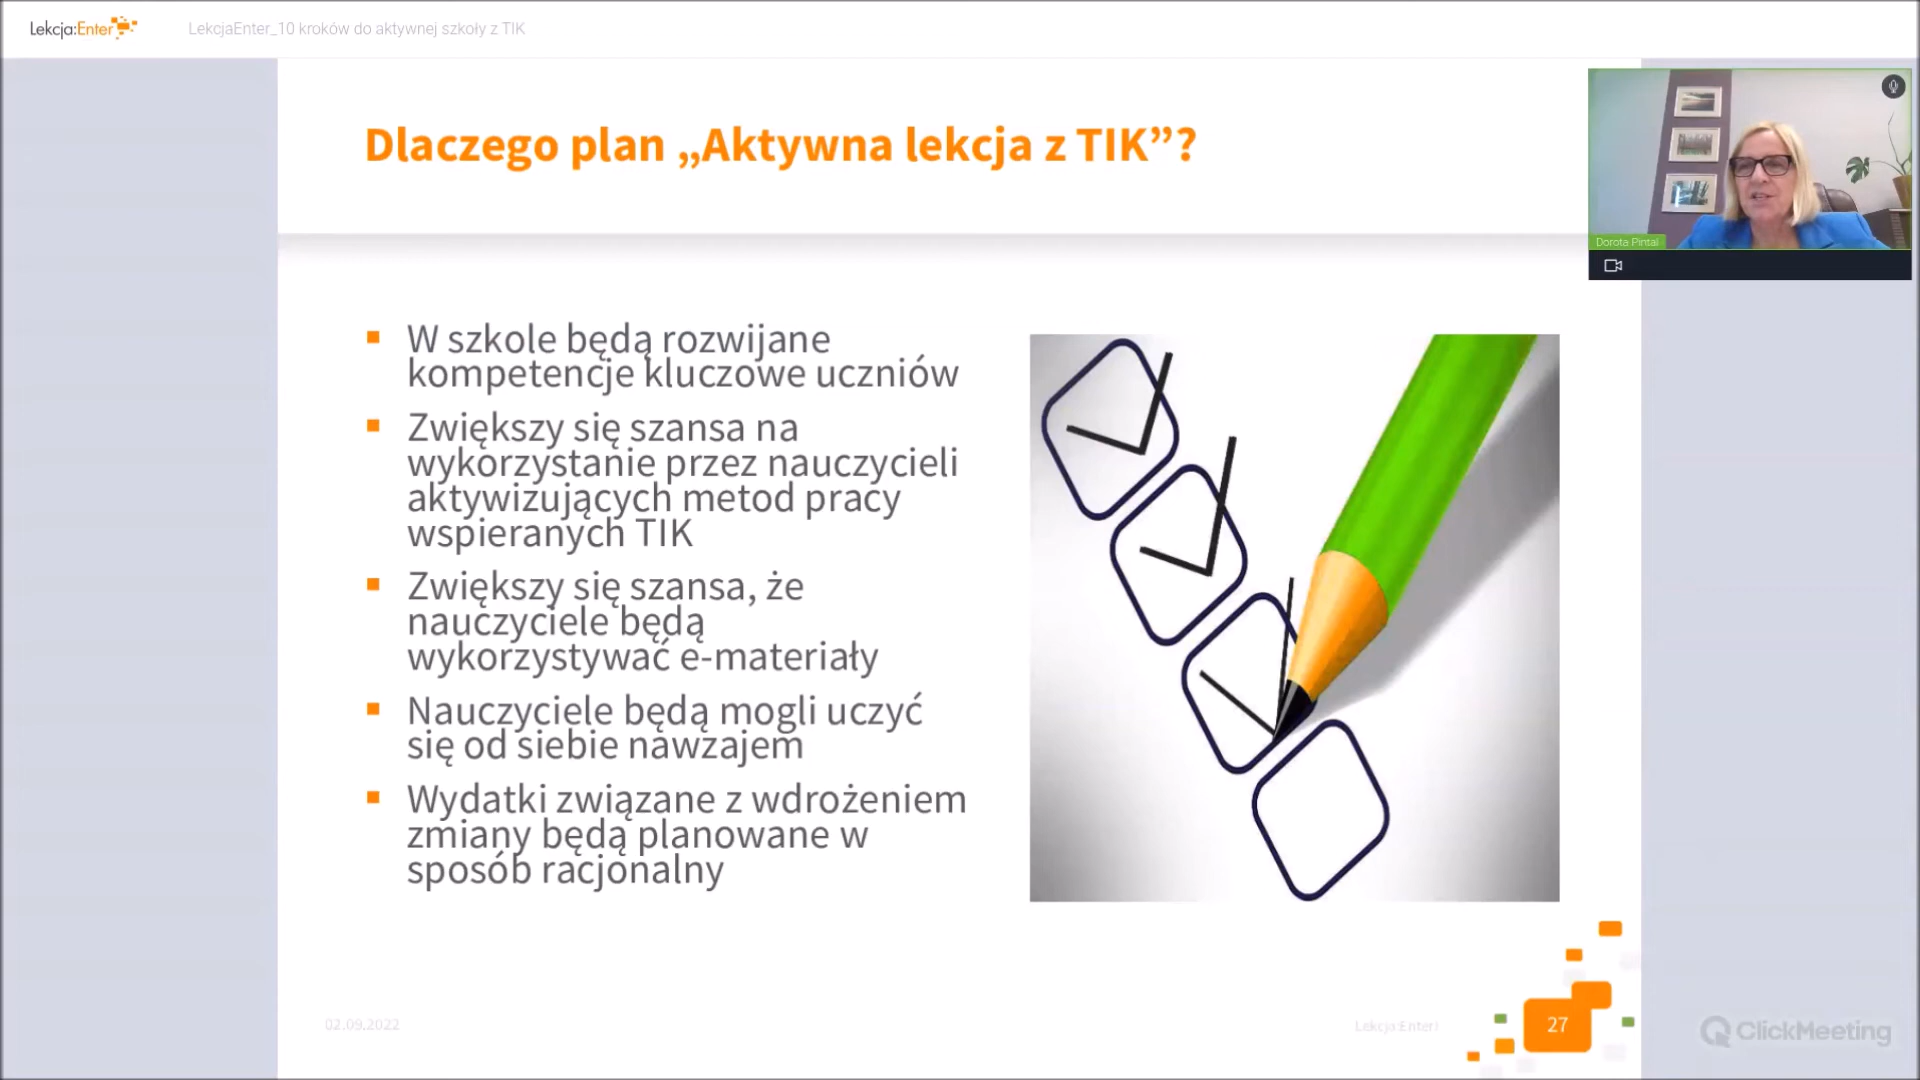 Lekcja:Enter
LekcjaEnter_10 kroków do aktywnej szkoły z TIK
Dlaczego plan „Aktywna lekcja z TIK”?
Dorota Pintal
W szkole będą rozwijane
kompetencje kluczowe uczniów
Zwiększy się szansa na
wykorzystanie przez nauczycieli
aktywizujących metod pracy
wspieranych TIK
Zwiększy się szansa, że
nauczyciele będą
wykorzystywać e-materiały
Nauczyciele będą mogli uczyć
się od siebie nawzajem
Wydatki związane z wdrożeniem
zmiany będą planowane w
sposób racjonalny
02.09.2022
Lekcja:Enter!
27
ClickMeeting